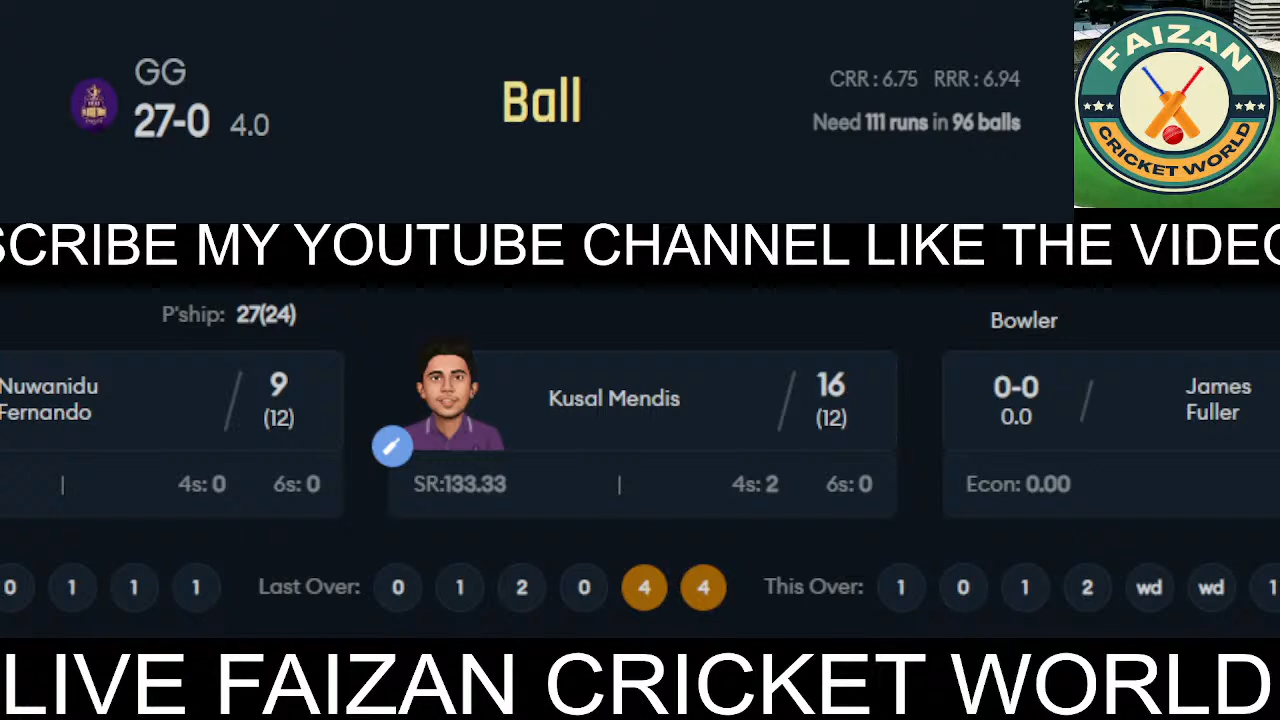 GG
27-0 4.0
Ball
CRR : 6.75 RRR : 6.94
Need 111 runs in 96 balls
FAIZAN
CRICKET WORLD
SCRIBE MY YOUTUBE CHANNEL LIKE THE VIDEO
P'ship: 27(24)
Bowler
Nuwanidu
Fernando
/ 9
(12)
Kusal Mendis
/ 16
(12)
0-0
0.0 /
James
Fuller
| 4s: 0 6s: 0
SR:133.33 | 4s: 2 6s: 0
Econ: 0.00
0 1 1 1 Last Over: 0 1 2 0 4 4 This Over: 1 0 1 2 wd wd 1
LIVE FAIZAN CRICKET WORLD